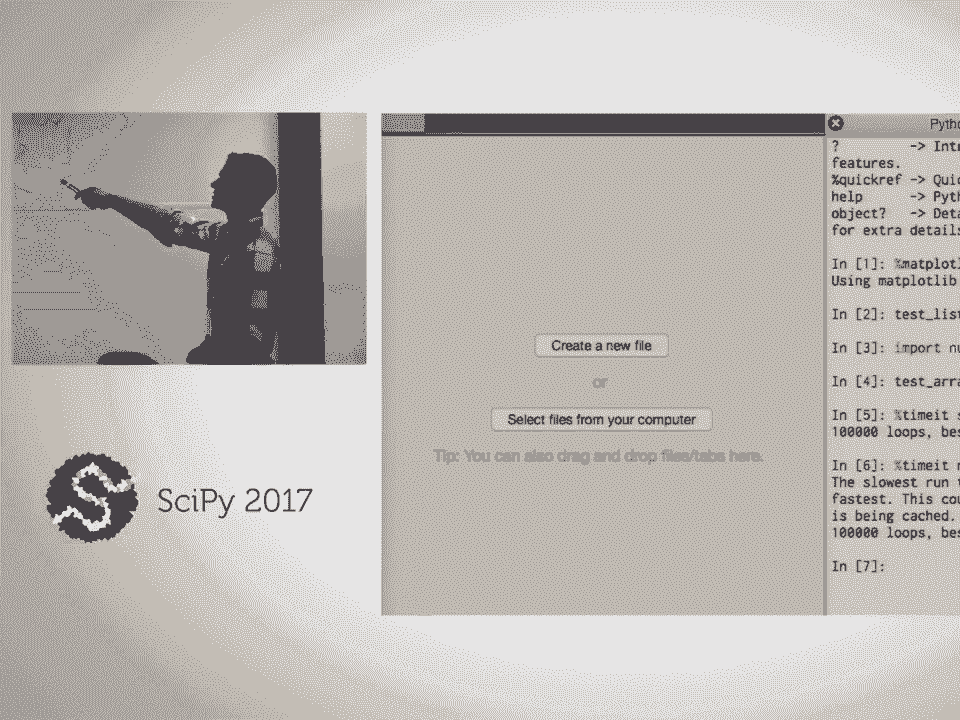 SciPy 2017
Create a new file
or
Select files from your computer
Tip: You can also drag and drop files/tabs here.
?         -> Intr
features.
%quickref -> Quic
help      -> Pyth
object?   -> Deta
for extra details
In [1]: %matplotl
Using matplotlib
In [2]: test_list
In [3]: import nu
In [4]: test_arra
In [5]: %timeit s
100000 loops, bes
In [6]: %timeit n
The slowest run t
fastest. This cou
is being cached.
100000 loops, bes
In [7]: